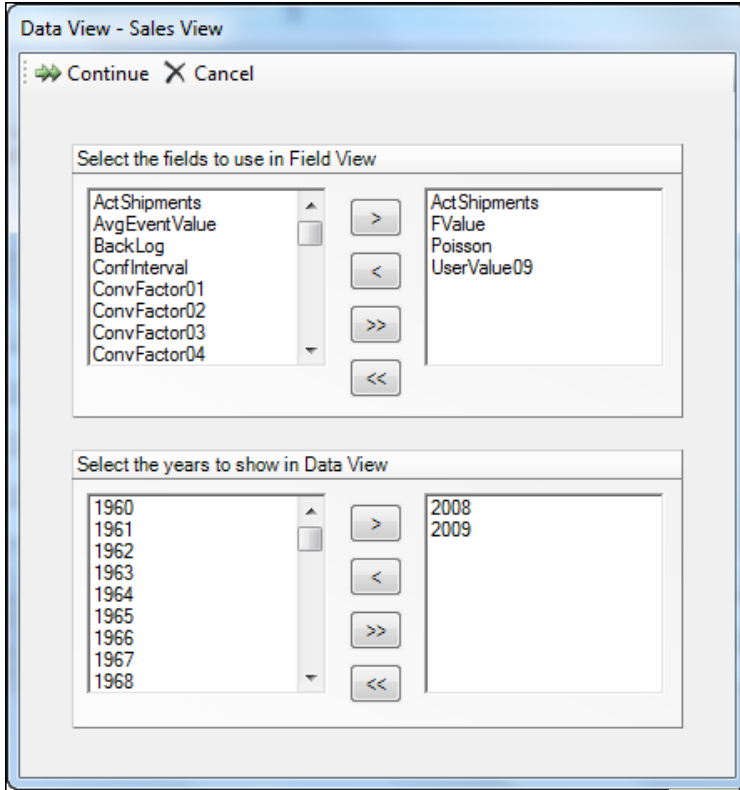 Data View - Sales View
Continue Cancel
Select the fields to use in Field View
ActShipments
AvgEventValue
BackLog
ConfInterval
ConvFactor01
ConvFactor02
ConvFactor03
ConvFactor04
>
<
>>
<<
ActShipments
FValue
Poisson
UserValue09
Select the years to show in Data View
1960
1961
1962
1963
1964
1965
1966
1967
1968
>
<
>>
<<
2008
2009